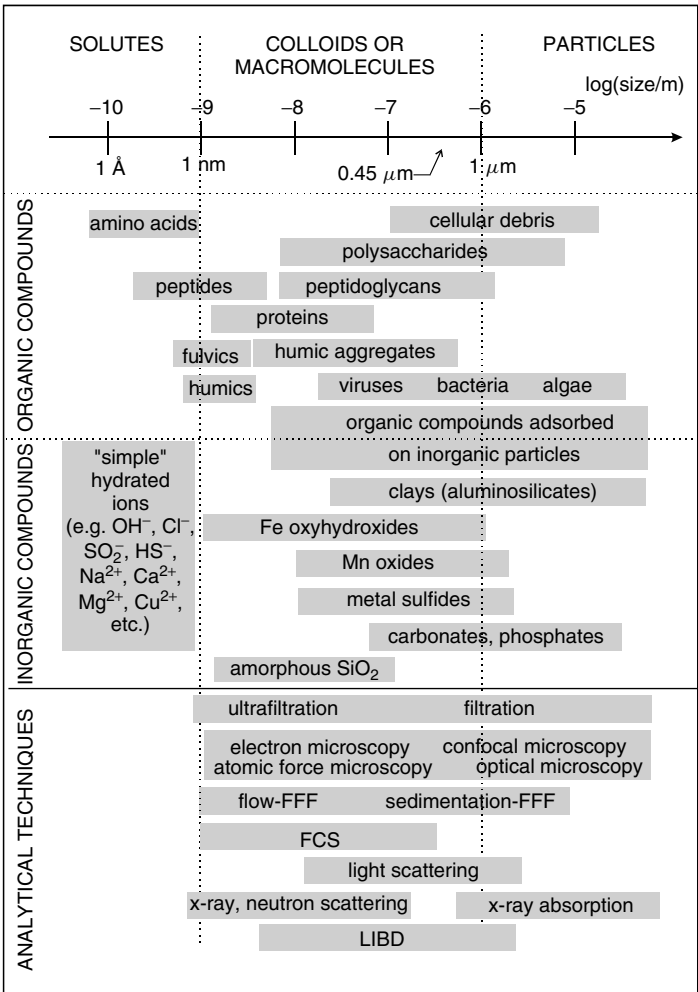 SOLUTES COLLOIDS OR PARTICLES
MACROMOLECULES
log(size/m)
–10 –9 –8 –7 –6 –5
1 Å 1 nm 0.45 μm 1 μm
ORGANIC COMPOUNDS
amino acids cellular debris
polysaccharides
peptides peptidoglycans
proteins
fulvics humic aggregates
humics viruses bacteria algae
organic compounds adsorbed
on inorganic particles
INORGANIC COMPOUNDS
"simple"
hydrated
ions
(e.g. OH⁻, Cl⁻,
SO₂⁻, HS⁻,
Na²⁺, Ca²⁺,
Mg²⁺, Cu²⁺,
etc.)
clays (aluminosilicates)
Fe oxyhydroxides
Mn oxides
metal sulfides
carbonates, phosphates
amorphous SiO₂
ANALYTICAL TECHNIQUES
ultrafiltration filtration
electron microscopy confocal microscopy
atomic force microscopy optical microscopy
flow-FFF sedimentation-FFF
FCS
light scattering
x-ray, neutron scattering x-ray absorption
LIBD